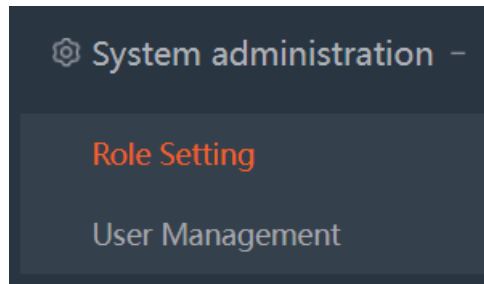 System administration −
Role Setting
User Management